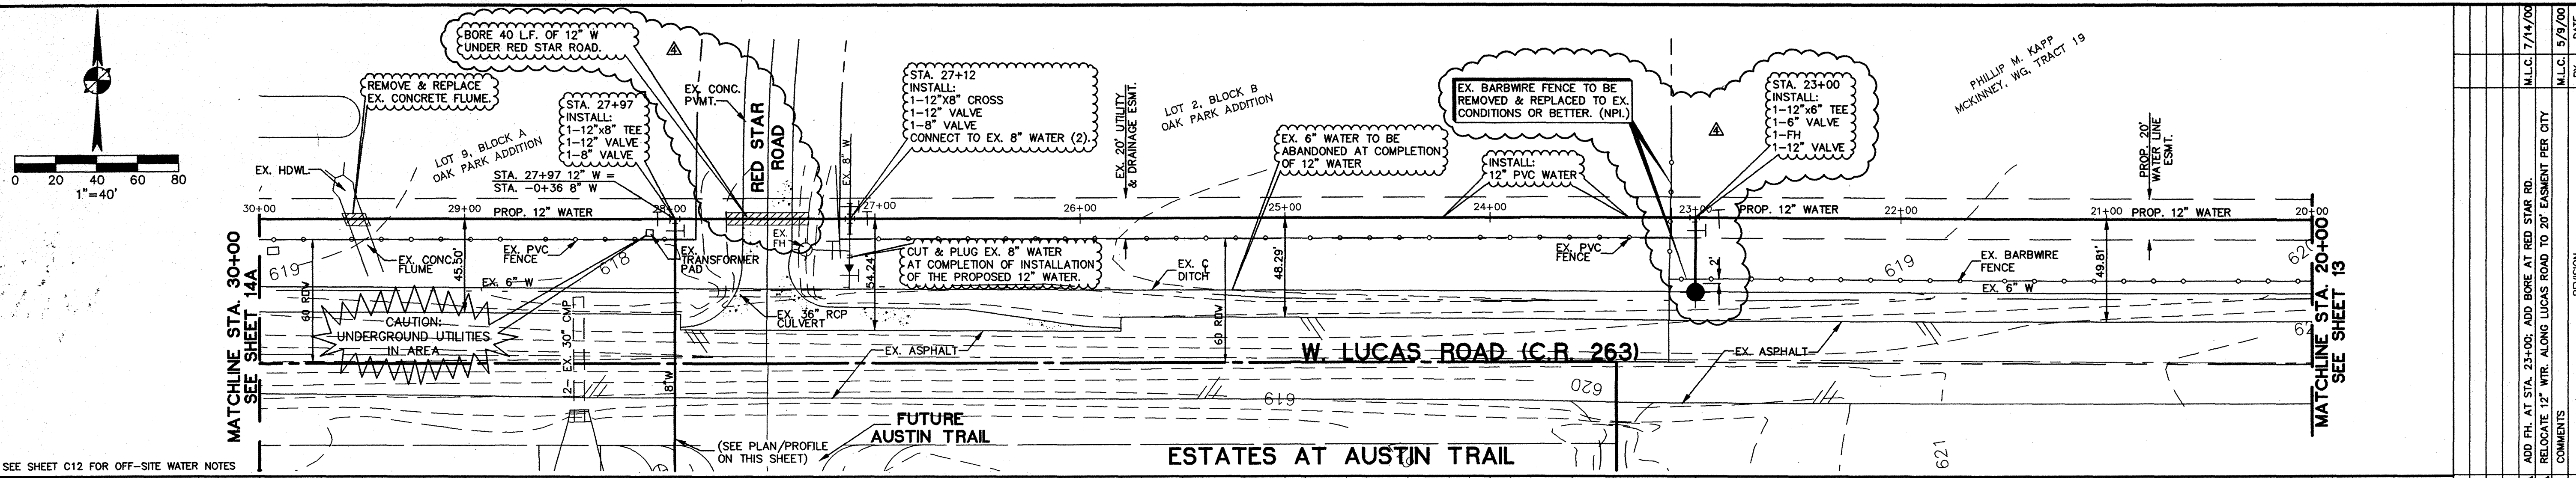 BORE 40 L.F. OF 12" W
UNDER RED STAR ROAD.
4
REMOVE & REPLACE
EX. CONCRETE FLUME.
STA. 27+97
INSTALL:
1-12"x8" TEE
1-12" VALVE
1-8" VALVE
EX. CONC.
PVMT.
RED STAR
ROAD
EX. 8" W
STA. 27+12
INSTALL:
1-12"X8" CROSS
1-12" VALVE
1-8" VALVE
CONNECT TO EX. 8" WATER (2).
EX. 20' UTILITY
& DRAINAGE ESMT.
LOT 2, BLOCK B
OAK PARK ADDITION
EX. 6" WATER TO BE
ABANDONED AT COMPLETION
OF 12" WATER
EX. BARBWIRE FENCE TO BE
REMOVED & REPLACED TO EX.
CONDITIONS OR BETTER. (NPI.)
INSTALL:
12" PVC WATER
4
STA. 23+00
INSTALL:
1-12"x6" TEE
1-6" VALVE
1-FH
1-12" VALVE
PHILLIP M. KAPP
MCKINNEY, WG, TRACT 19
PROP. 20'
WATER LINE
ESMT.
0 20 40 60 80
1"=40'
EX. HDWL
LOT 9, BLOCK A
OAK PARK ADDITION
STA. 27+97 12" W =
STA. -0+36 8" W
30+00
29+00
PROP. 12" WATER
28+00
27+00
26+00
25+00
24+00
23+00
PROP. 12" WATER
22+00
21+00
PROP. 12" WATER
20+00
619
EX. CONC.
FLUME
EX. PVC
FENCE
618
EX.
TRANSFORMER
PAD
EX.
FH
45.50'
54.24'
CUT & PLUG EX. 8" WATER
AT COMPLETION OF INSTALLATION
OF THE PROPOSED 12" WATER.
EX. C
DITCH
48.29'
EX. PVC
FENCE
2'
619
EX. BARBWIRE
FENCE
EX. 6" W
49.81'
620
62
60 ROW
EX. 6" W
CAUTION:
UNDERGROUND UTILITIES
IN AREA
12- EX. 30" CMP
8"W
EX. 36" RCP
CULVERT
EX. ASPHALT
60 ROW
W. LUCAS ROAD (C.R. 263)
EX. ASPHALT
MATCHLINE STA. 30+00
SEE SHEET 14A
MATCHLINE STA. 20+00
SEE SHEET 13
619
620
621
FUTURE
AUSTIN TRAIL
(SEE PLAN/PROFILE
ON THIS SHEET)
ESTATES AT AUSTIN TRAIL
SEE SHEET C12 FOR OFF-SITE WATER NOTES
ADD FH. AT STA. 23+00; ADD BORE AT RED STAR RD. M.L.C. 7/14/00
RELOCATE 12" WTR. ALONG LUCAS ROAD TO 20' EASMENT PER CITY
COMMENTS M.L.C. 5/9/00
REVISION BY DATE